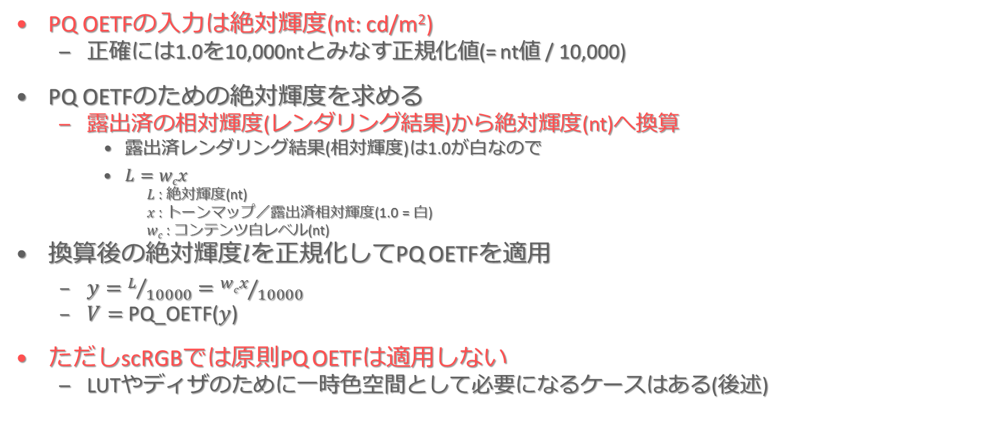 • PQ OETFの入力は絶対輝度(nt: cd/m²)
– 正確には1.0を10,000ntとみなす正規化値(= nt値 / 10,000)
• PQ OETFのための絶対輝度を求める
– 露出済の相対輝度(レンダリング結果)から絶対輝度(nt)へ換算
• 露出済レンダリング結果(相対輝度)は1.0が白なので
• L = w_c x
L : 絶対輝度(nt)
x : トーンマップ／露出済相対輝度(1.0 = 白)
w_c : コンテンツ白レベル(nt)
• 換算後の絶対輝度lを正規化してPQ OETFを適用
– y = L/10000 = w_c x/10000
– V = PQ_OETF(y)
• ただしscRGBでは原則PQ OETFは適用しない
– LUTやディザのために一時色空間として必要になるケースはある(後述)